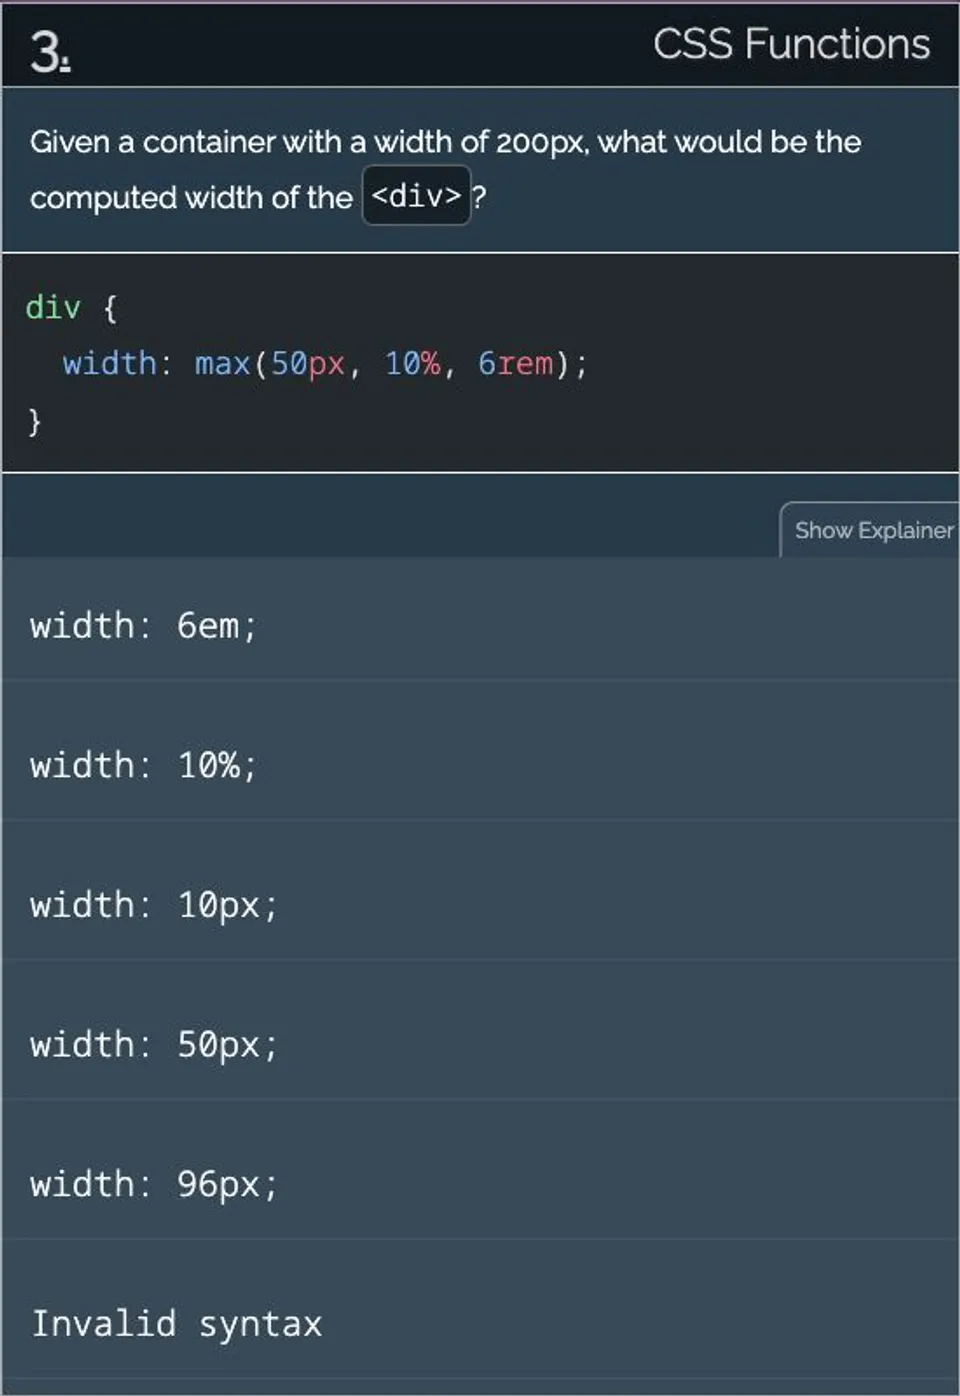 3.
CSS Functions
Given a container with a width of 200px, what would be the
computed width of the <div>?
div {
  width: max(50px, 10%, 6rem);
}
Show Explainer
width: 6em;
width: 10%;
width: 10px;
width: 50px;
width: 96px;
Invalid syntax